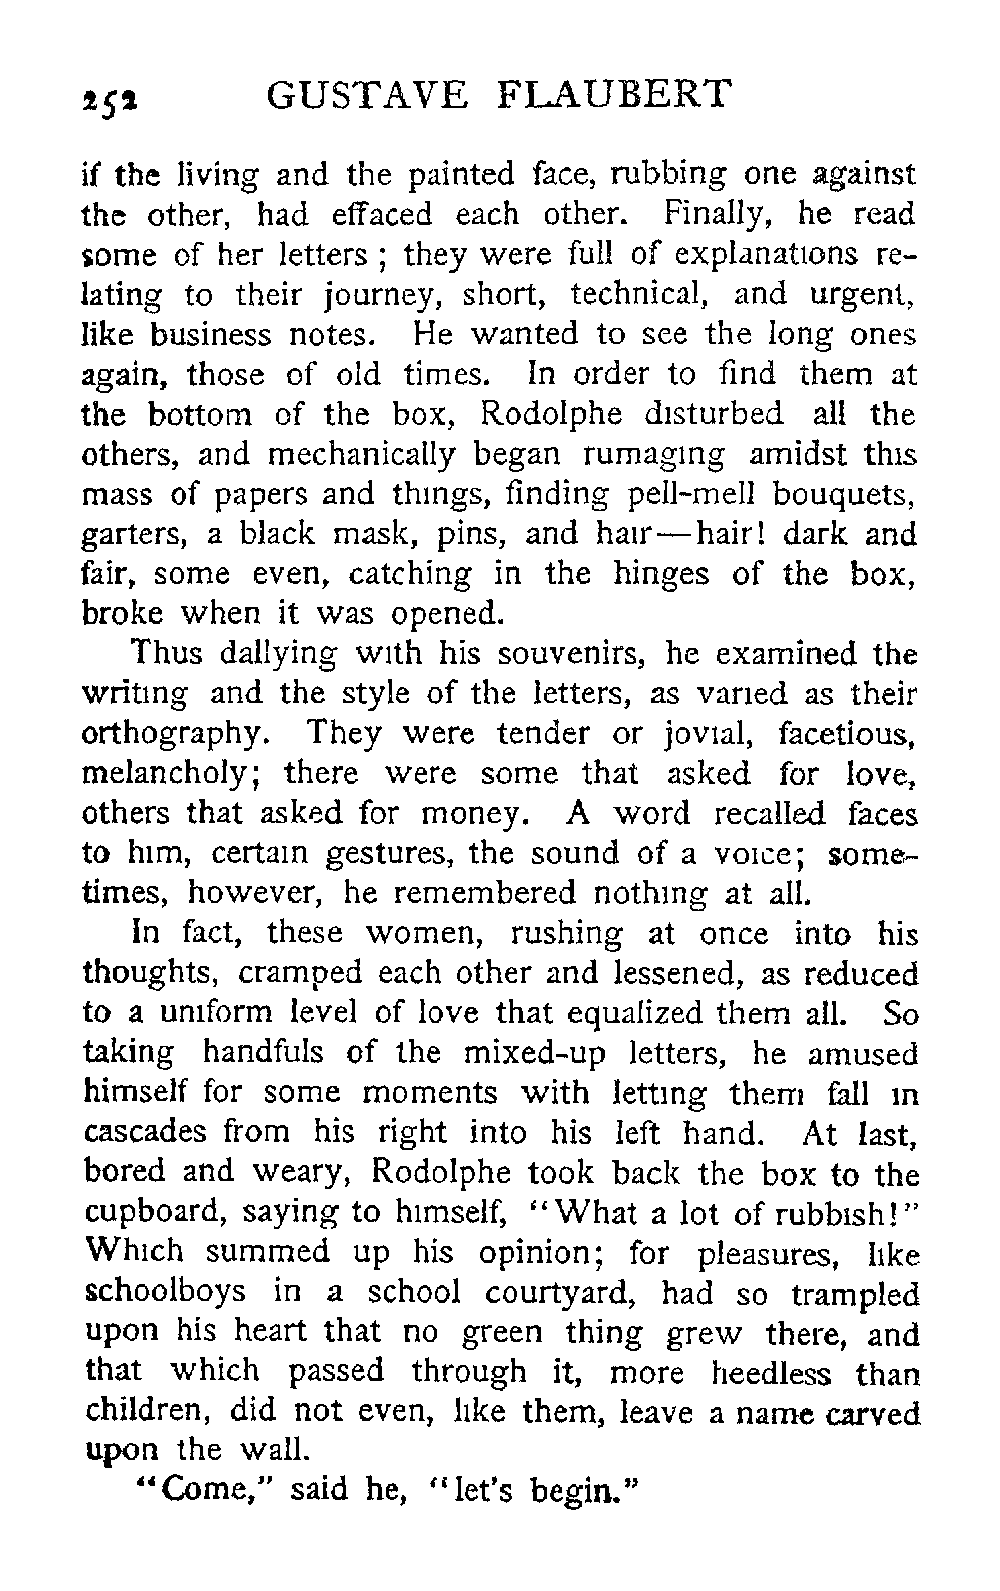 252 GUSTAVE FLAUBERT
if the living and the painted face, rubbing one against
the other, had effaced each other. Finally, he read
some of her letters ; they were full of explanations re-
lating to their journey, short, technical, and urgent,
like business notes. He wanted to see the long ones
again, those of old times. In order to find them at
the bottom of the box, Rodolphe disturbed all the
others, and mechanically began rumaging amidst this
mass of papers and things, finding pell-mell bouquets,
garters, a black mask, pins, and hair—hair! dark and
fair, some even, catching in the hinges of the box,
broke when it was opened.
Thus dallying with his souvenirs, he examined the
writing and the style of the letters, as varied as their
orthography. They were tender or jovial, facetious,
melancholy; there were some that asked for love,
others that asked for money. A word recalled faces
to him, certain gestures, the sound of a voice; some-
times, however, he remembered nothing at all.
In fact, these women, rushing at once into his
thoughts, cramped each other and lessened, as reduced
to a uniform level of love that equalized them all. So
taking handfuls of the mixed-up letters, he amused
himself for some moments with letting them fall in
cascades from his right into his left hand. At last,
bored and weary, Rodolphe took back the box to the
cupboard, saying to himself, "What a lot of rubbish!"
Which summed up his opinion; for pleasures, like
schoolboys in a school courtyard, had so trampled
upon his heart that no green thing grew there, and
that which passed through it, more heedless than
children, did not even, like them, leave a name carved
upon the wall.
"Come," said he, "let's begin."